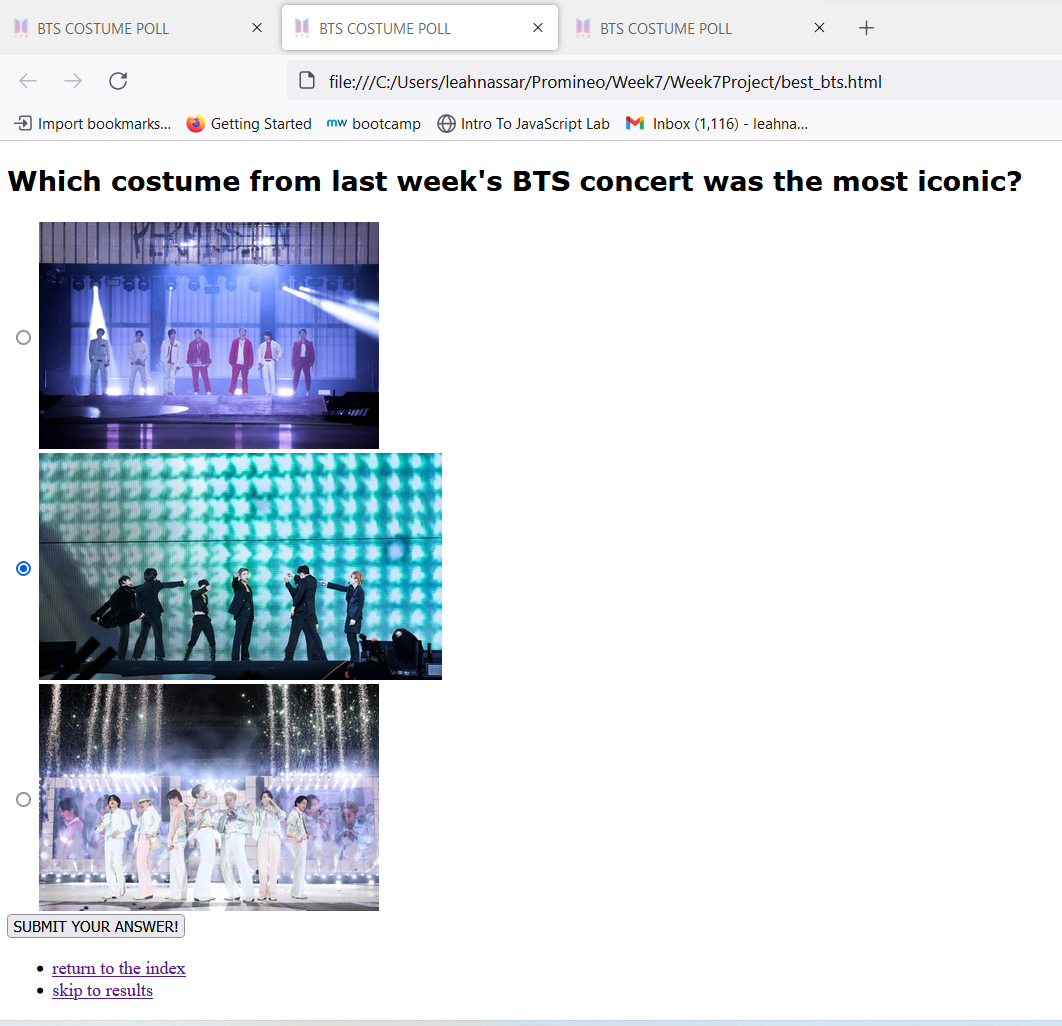 BTS COSTUME POLL
BTS COSTUME POLL
BTS COSTUME POLL
file:///C:/Users/leahnassar/Promineo/Week7/Week7Project/best_bts.html
Import bookmarks... Getting Started mw bootcamp Intro To JavaScript Lab Inbox (1,116) - leahna...
Which costume from last week's BTS concert was the most iconic?
SUBMIT YOUR ANSWER!
return to the index
skip to results